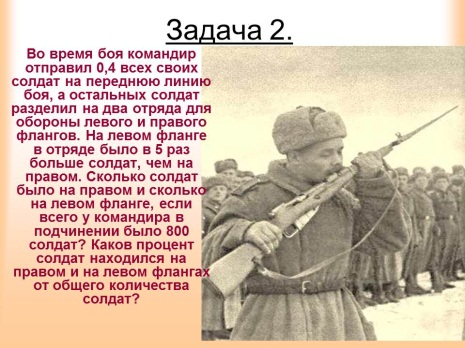 Задача 2.
Во время боя командир
отправил 0,4 всех своих
солдат на переднюю линию
боя, а остальных солдат
разделил на два отряда для
обороны левого и правого
флангов. На левом фланге
в отряде было в 5 раз
больше солдат, чем на
правом. Сколько солдат
было на правом и сколько
на левом фланге, если
всего у командира в
подчинении было 800
солдат? Каков процент
солдат находился на
правом и на левом флангах
от общего количества
солдат?